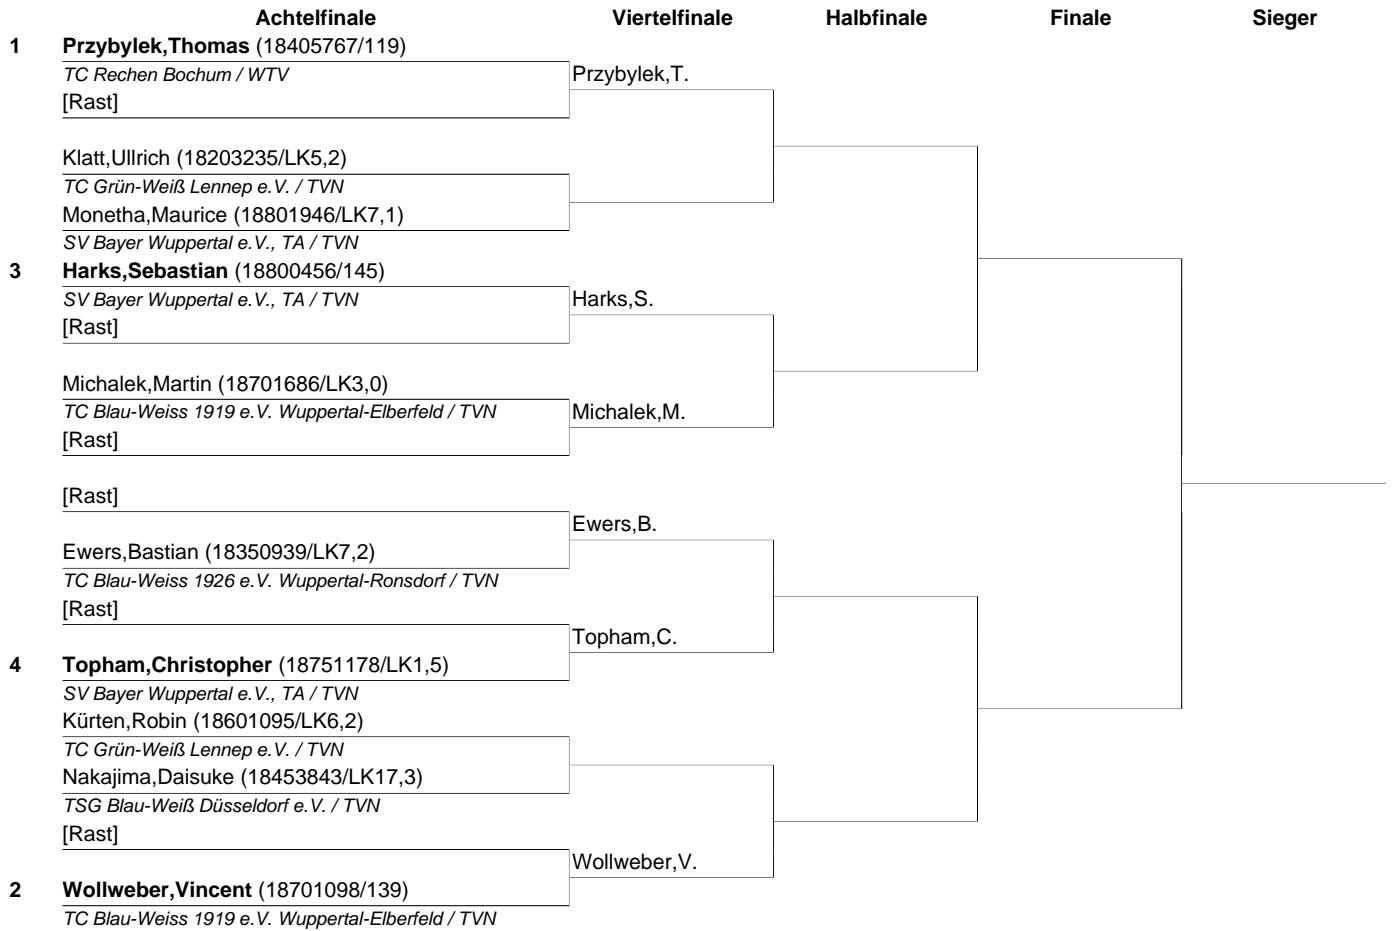 Achtelfinale Viertelfinale Halbfinale Finale Sieger
1 Przybylek,Thomas (18405767/119)
TC Rechen Bochum / WTV Przybylek,T.
[Rast]
Klatt,Ullrich (18203235/LK5,2)
TC Grün-Weiß Lennep e.V. / TVN
Monetha,Maurice (18801946/LK7,1)
SV Bayer Wuppertal e.V., TA / TVN
3 Harks,Sebastian (18800456/145)
SV Bayer Wuppertal e.V., TA / TVN Harks,S.
[Rast]
Michalek,Martin (18701686/LK3,0)
TC Blau-Weiss 1919 e.V. Wuppertal-Elberfeld / TVN Michalek,M.
[Rast]
[Rast]
Ewers,B.
Ewers,Bastian (18350939/LK7,2)
TC Blau-Weiss 1926 e.V. Wuppertal-Ronsdorf / TVN
[Rast]
Topham,C.
4 Topham,Christopher (18751178/LK1,5)
SV Bayer Wuppertal e.V., TA / TVN
Kürten,Robin (18601095/LK6,2)
TC Grün-Weiß Lennep e.V. / TVN
Nakajima,Daisuke (18453843/LK17,3)
TSG Blau-Weiß Düsseldorf e.V. / TVN
[Rast]
Wollweber,V.
2 Wollweber,Vincent (18701098/139)
TC Blau-Weiss 1919 e.V. Wuppertal-Elberfeld / TVN